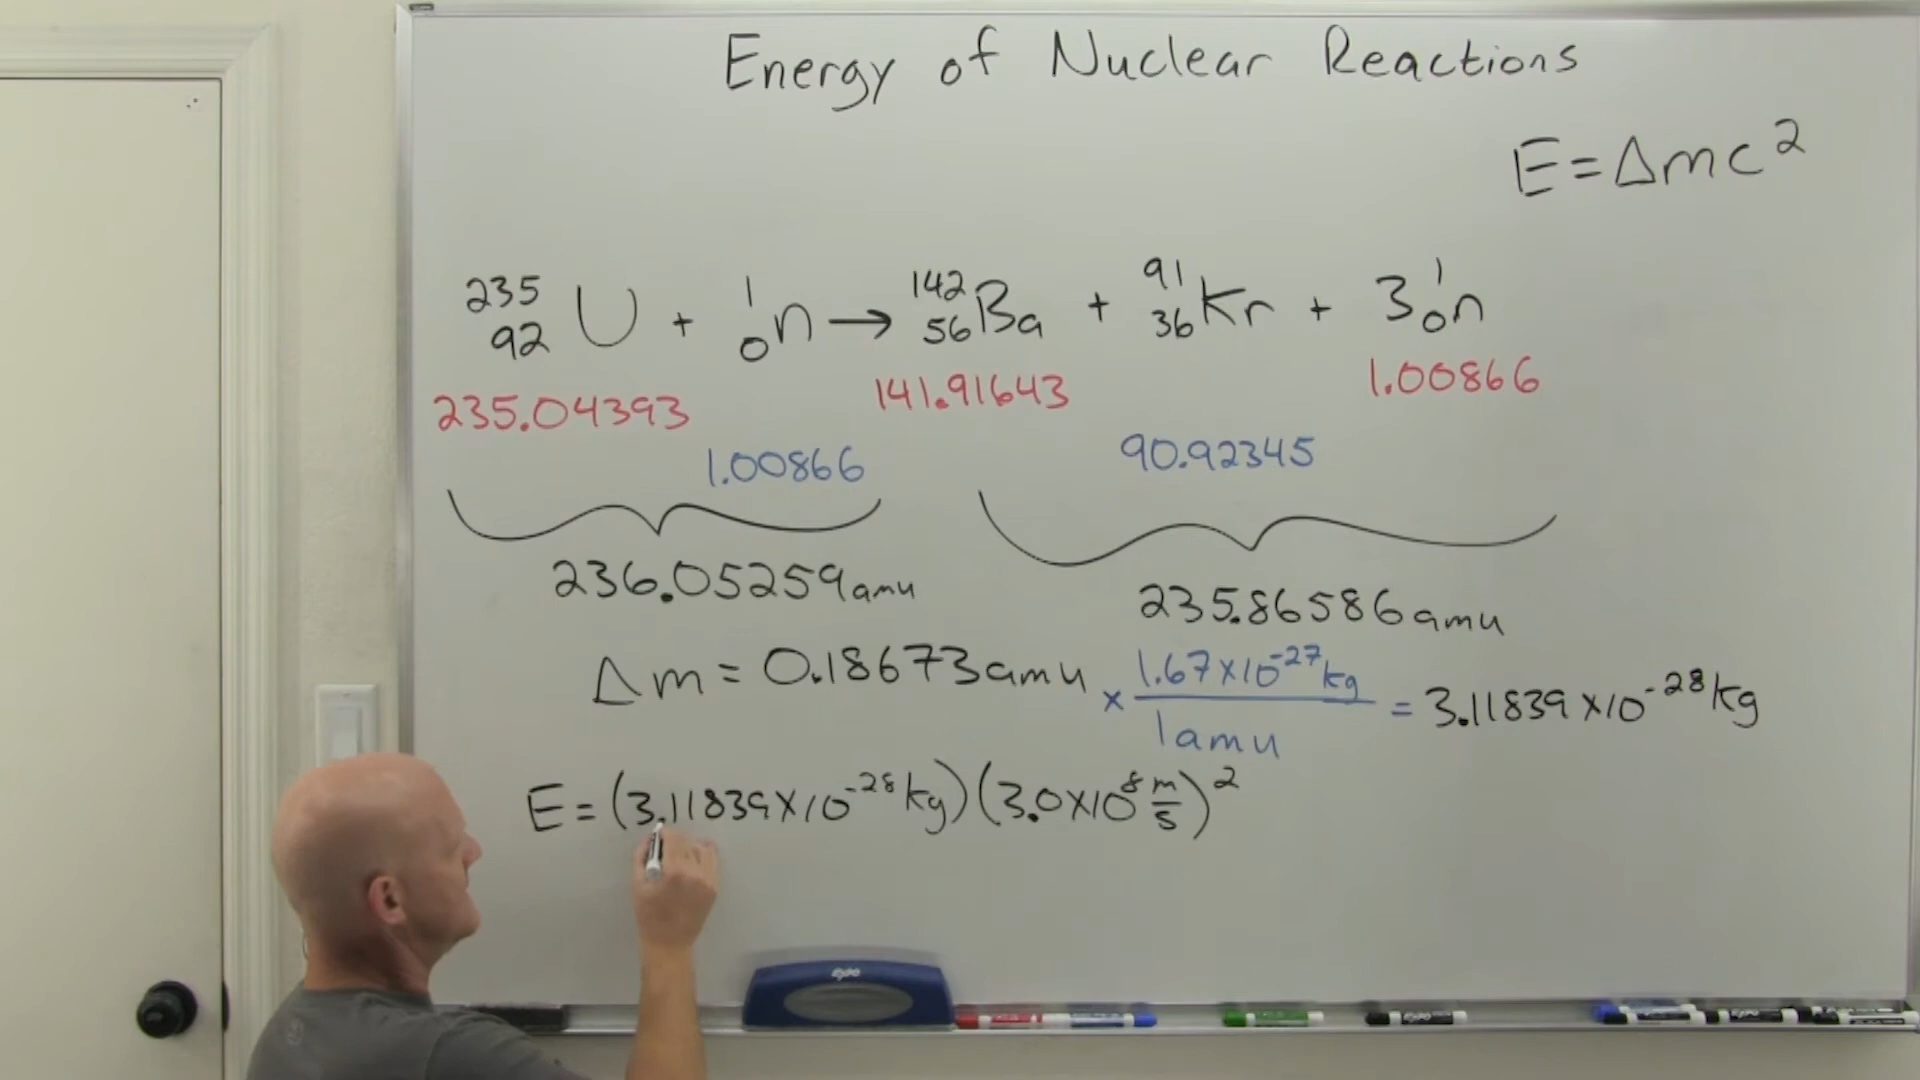 Energy of Nuclear Reactions
E = Δmc²
²³⁵₉₂U + ¹₀n → ¹⁴²₅₆Ba + ⁹¹₃₆Kr + 3¹₀n
235.04393 1.00866 141.91643 90.92345 1.00866
236.05259amu 235.86586amu
Δm = 0.18673amu × 1.67×10⁻²⁷kg / 1amu = 3.11839×10⁻²⁸kg
E = (3.11839×10⁻²⁸kg)(3.0×10⁸ m/s)²
EXPO